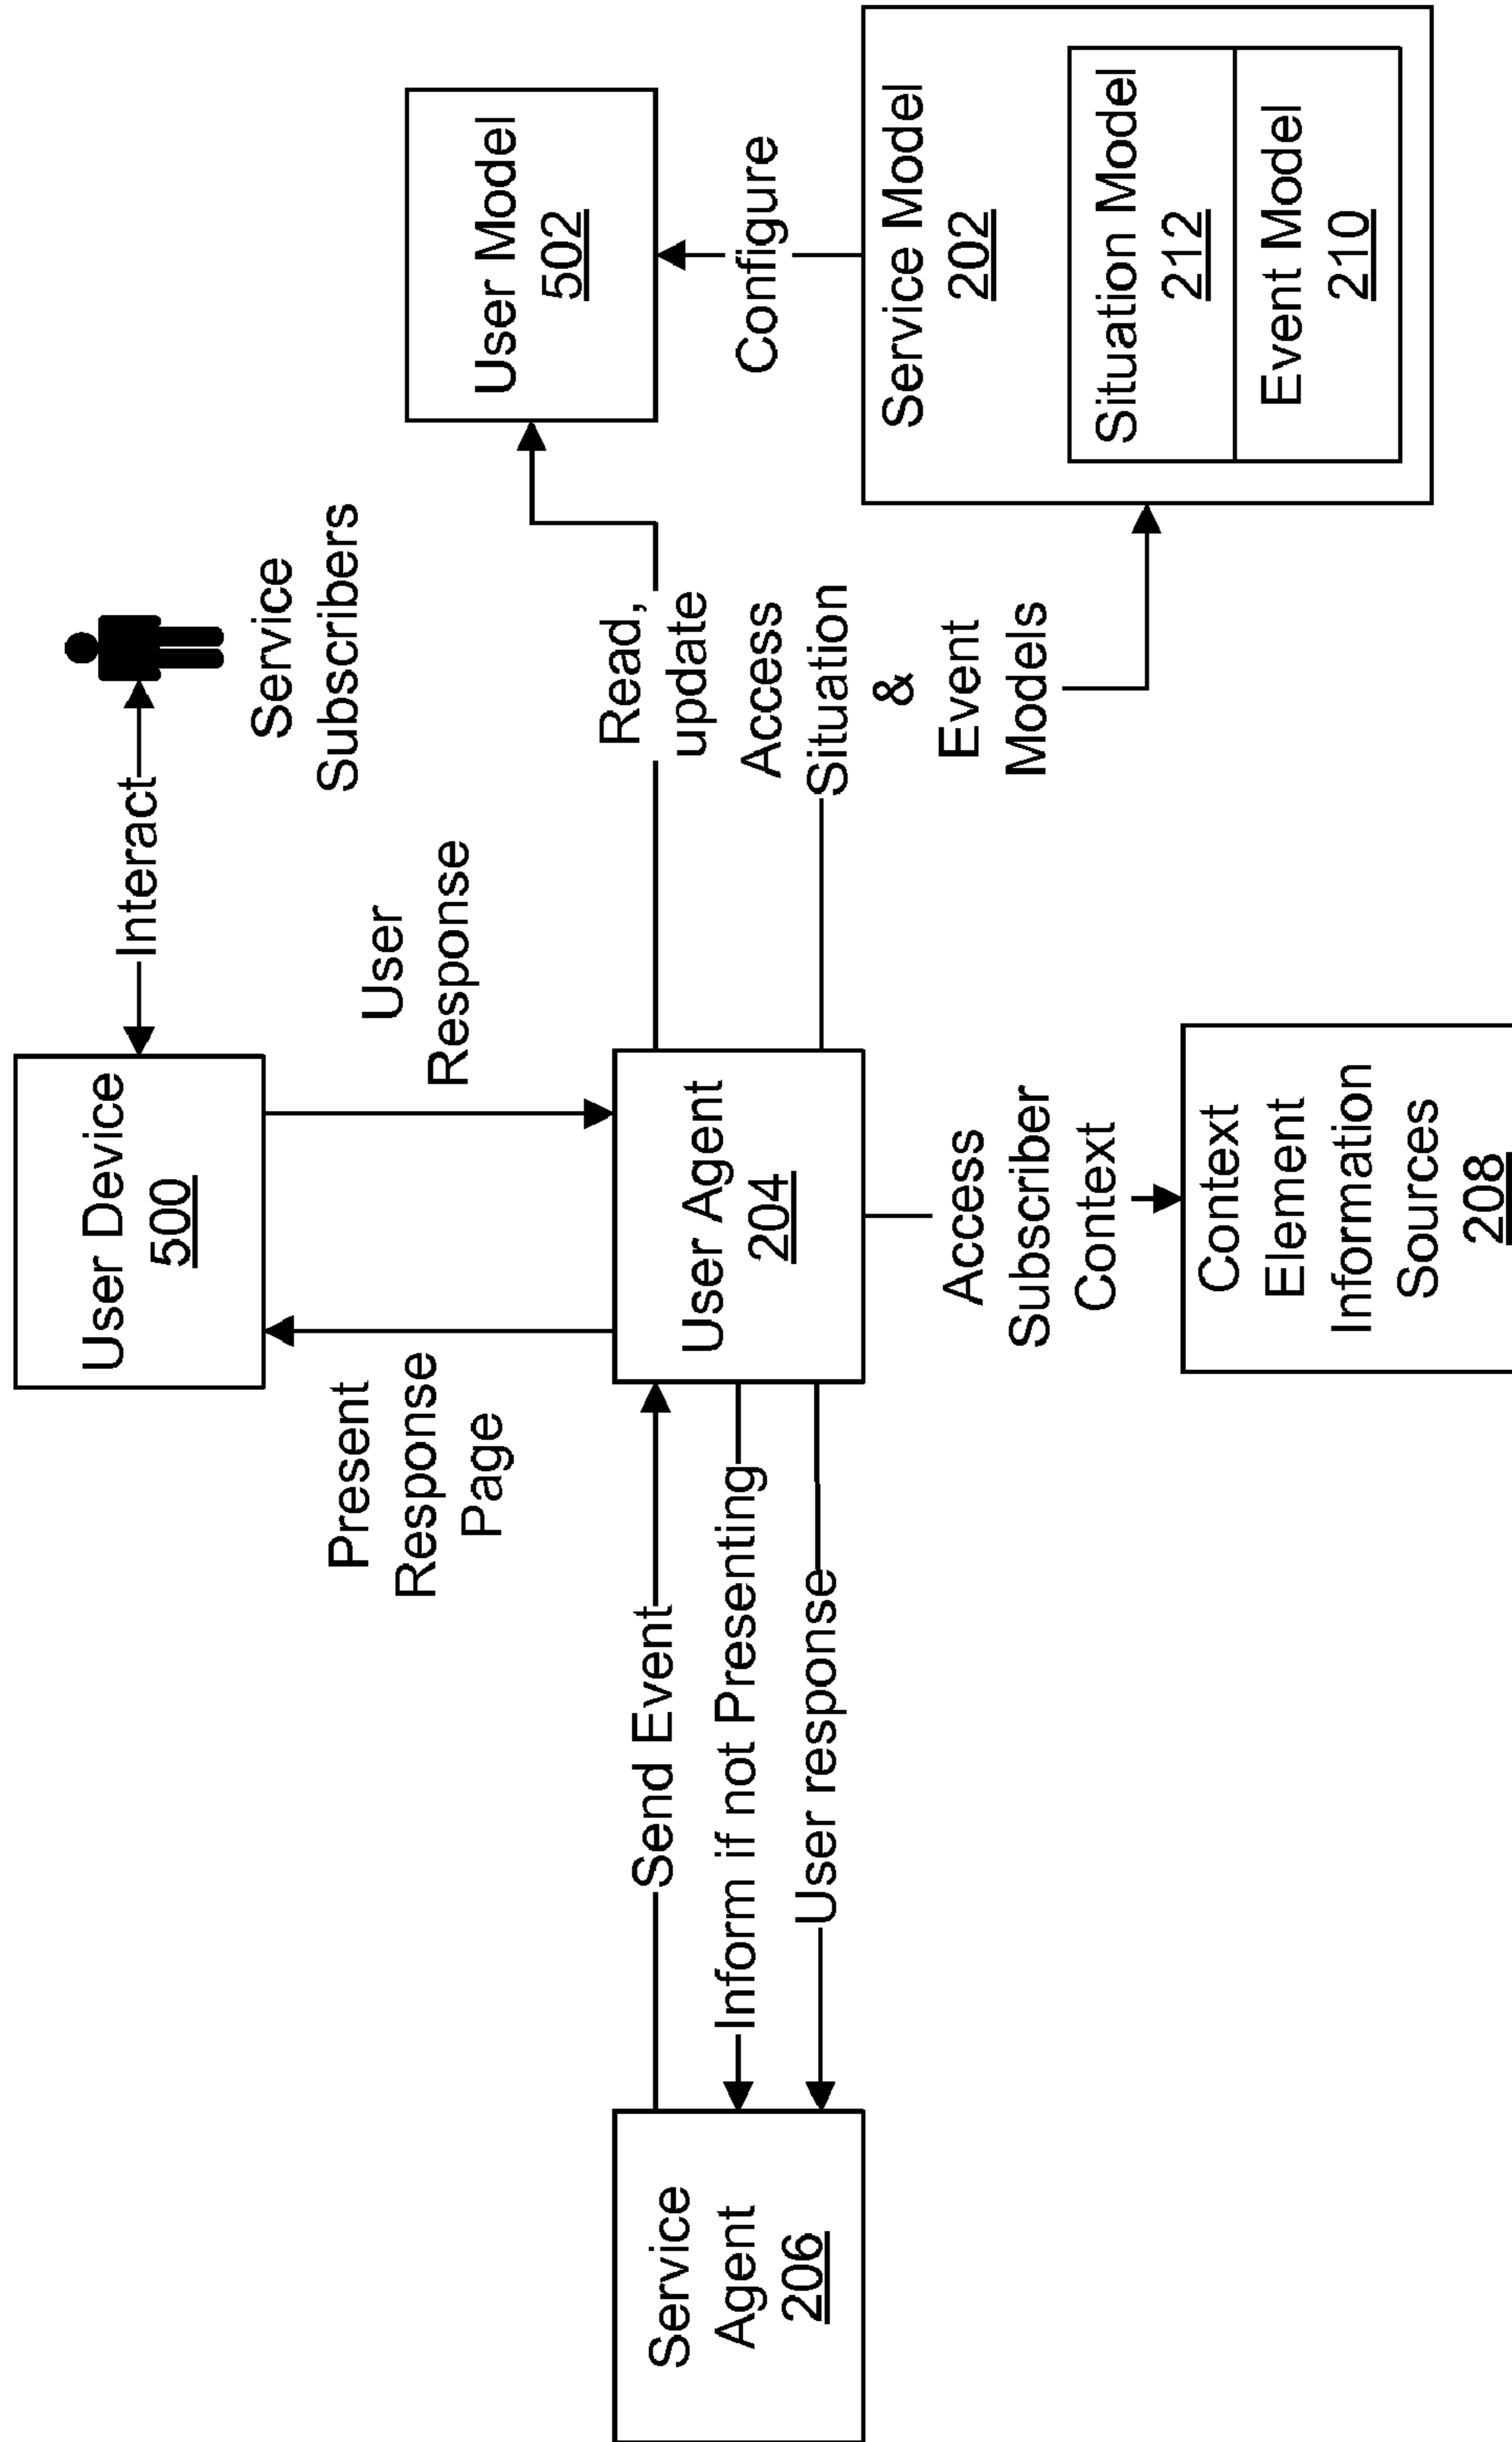 User Device
500
Interact
Service
Subscribers
Present
Response
Page
User
Response
User Model
502
Service
Agent
206
Send Event
Inform if not Presenting
User response
User Agent
204
Read,
update
Access
Situation
&
Event
Models
Configure
Service Model
202
Situation Model
212
Event Model
210
Access
Subscriber
Context
Context
Element
Information
Sources
208